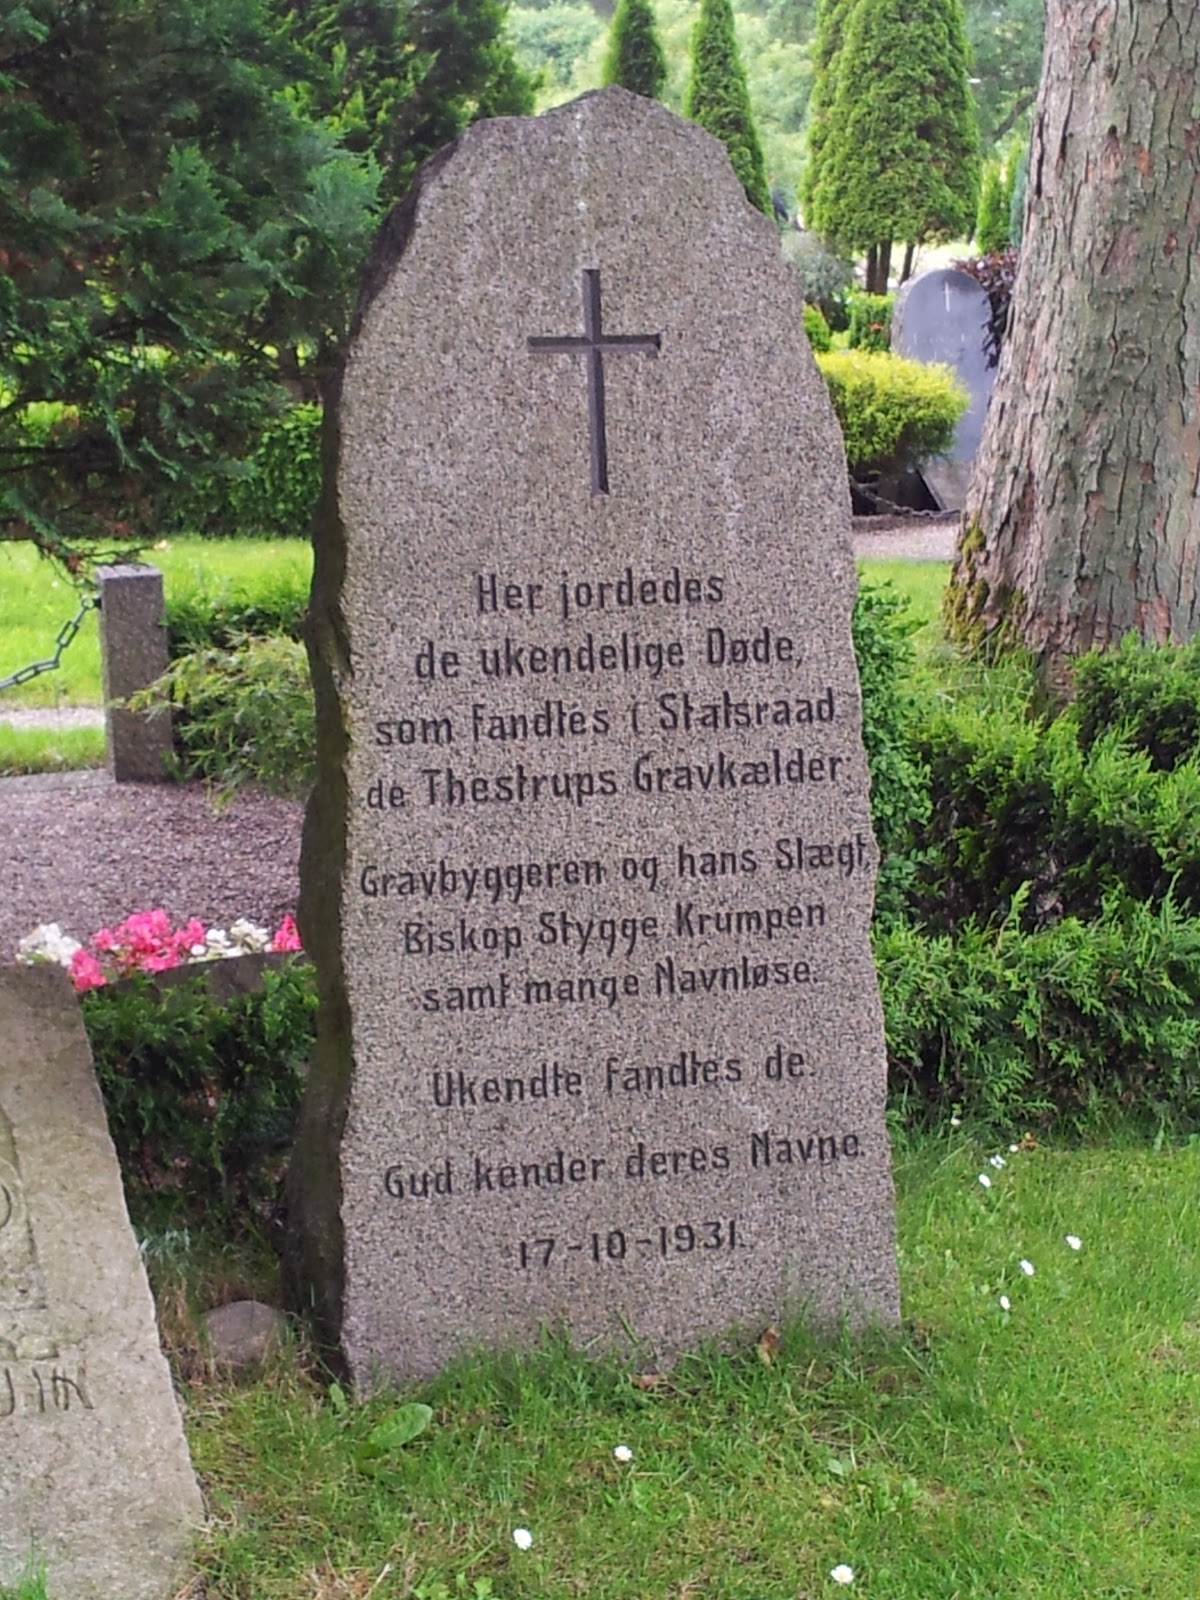 Her jordedes
de ukendelige Døde,
som fandtes i Statsraad
de Thestrups Gravkælder:
Gravbyggeren og hans Slægt,
Biskop Stygge Krumpen
samt mange Navnløse.
Ukendte fandtes de.
Gud kender deres Navne.
17-10-1931.